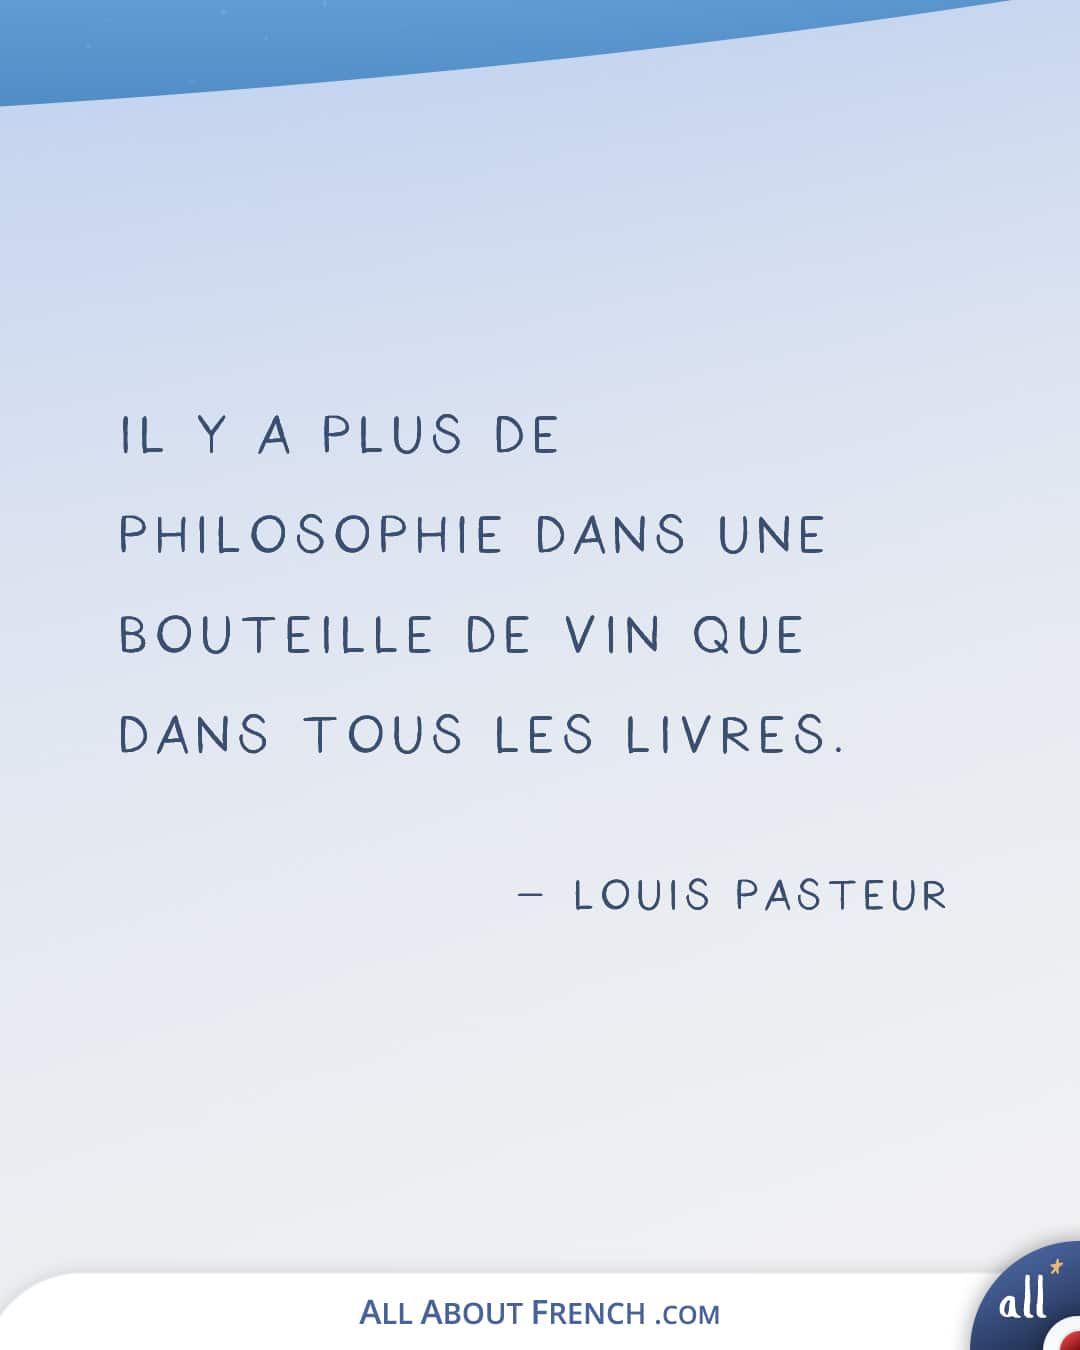 IL Y A PLUS DE
PHILOSOPHIE DANS UNE
BOUTEILLE DE VIN QUE
DANS TOUS LES LIVRES.
– LOUIS PASTEUR
all
ALL ABOUT FRENCH .COM